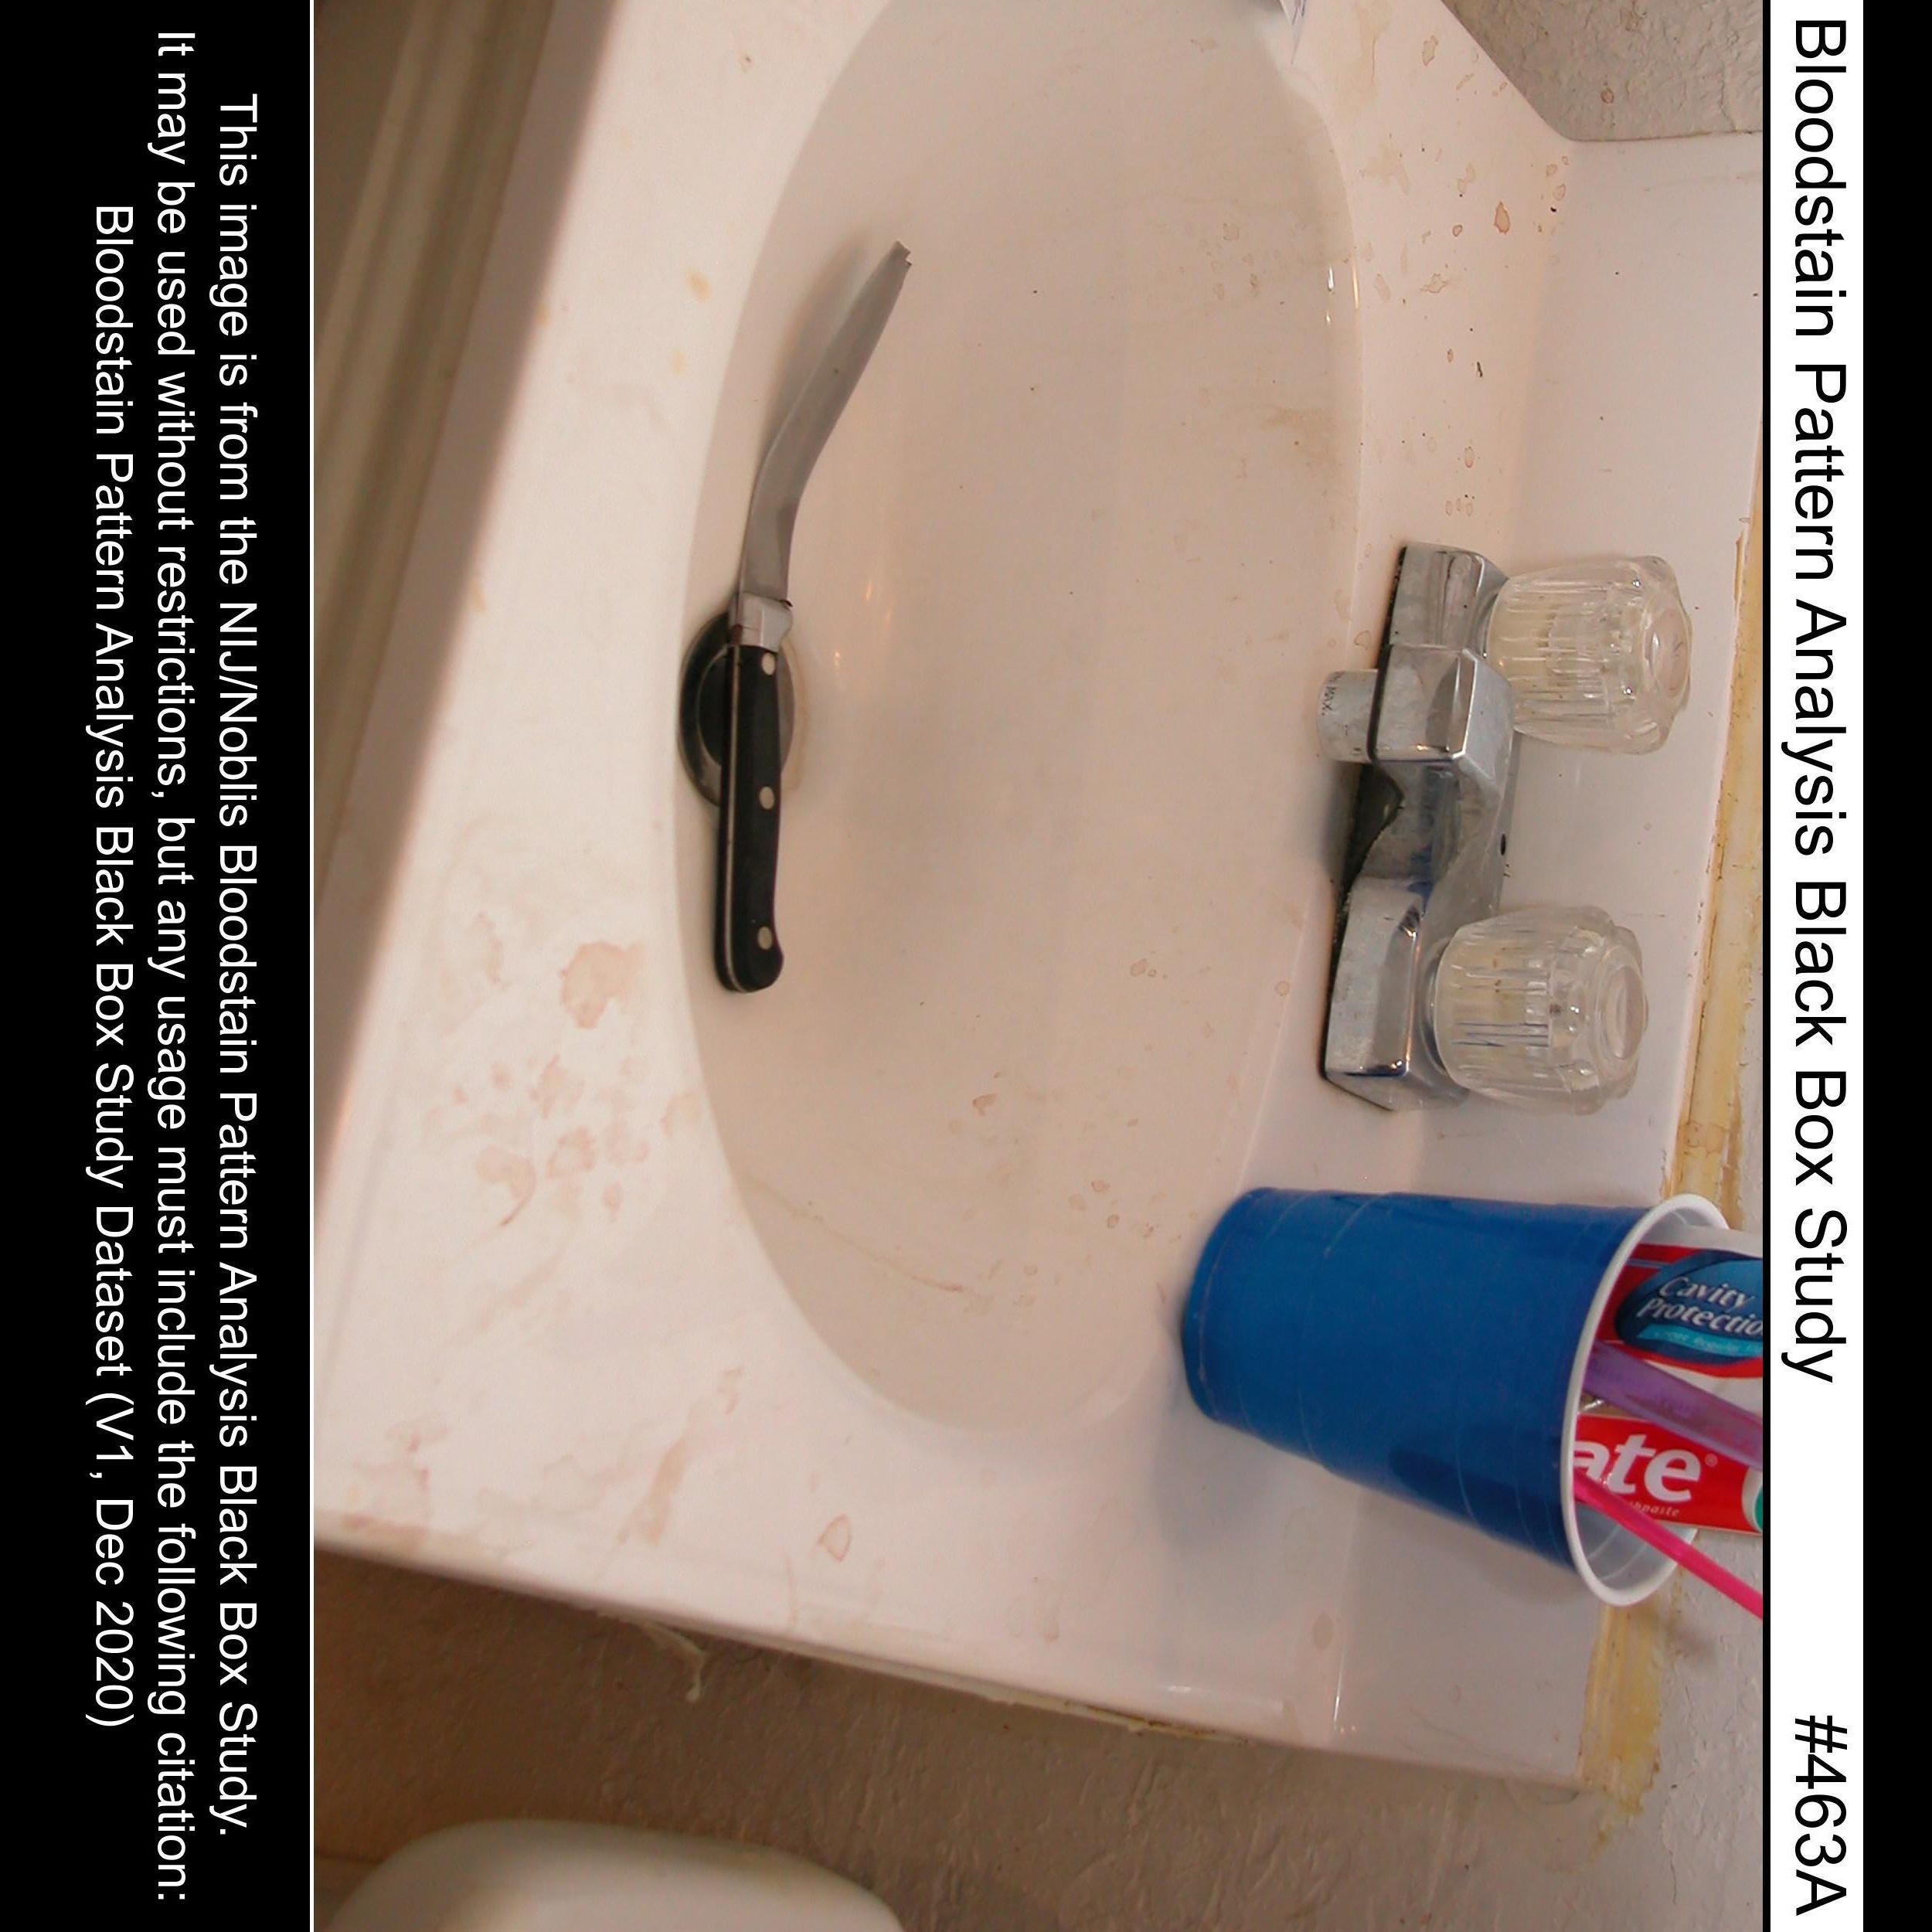 Bloodstain Pattern Analysis Black Box Study #463A
Cavity
Protection
ate®
This image is from the NIJ/Noblis Bloodstain Pattern Analysis Black Box Study.
It may be used without restrictions, but any usage must include the following citation:
Bloodstain Pattern Analysis Black Box Study Dataset (V1, Dec 2020)